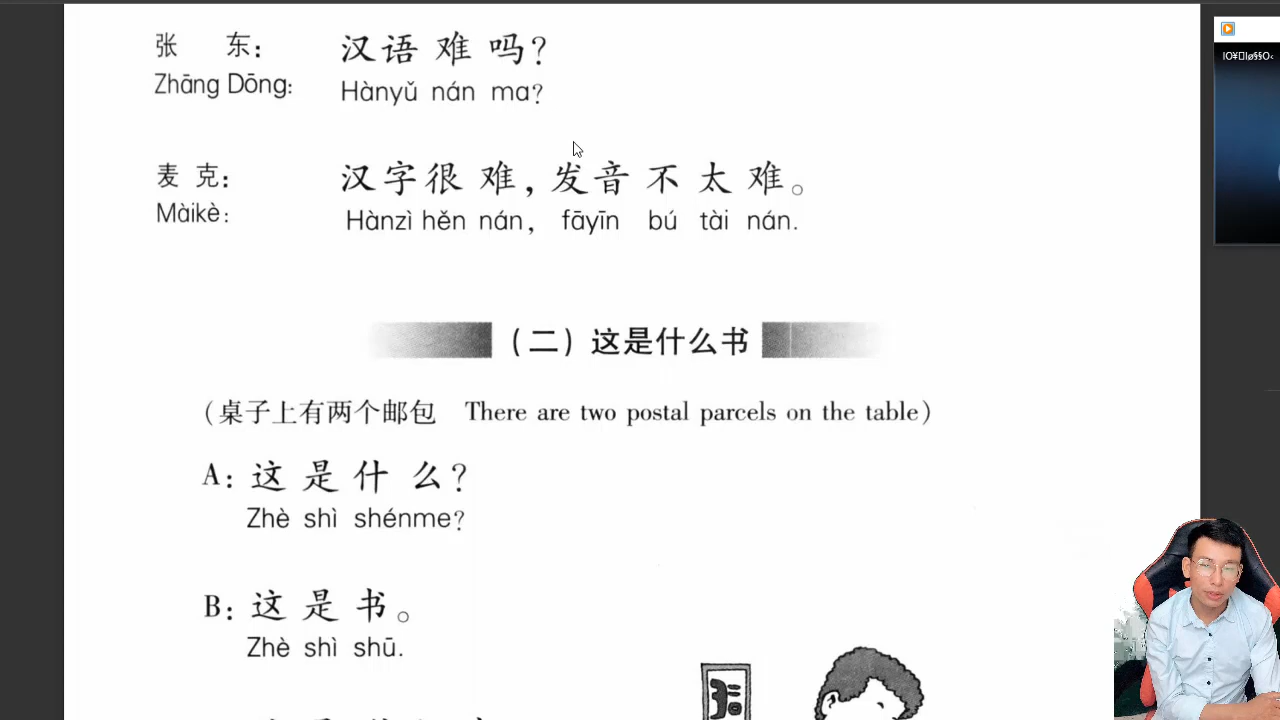 张 东：汉语难吗？
Zhāng Dōng: Hànyǔ nán ma?
麦 克：汉字很难，发音不太难。
Màikè: Hànzì hěn nán, fāyīn bú tài nán.
（二）这是什么书
（桌子上有两个邮包 There are two postal parcels on the table）
A：这是什么？
Zhè shì shénme?
B：这是书。
Zhè shì shū.